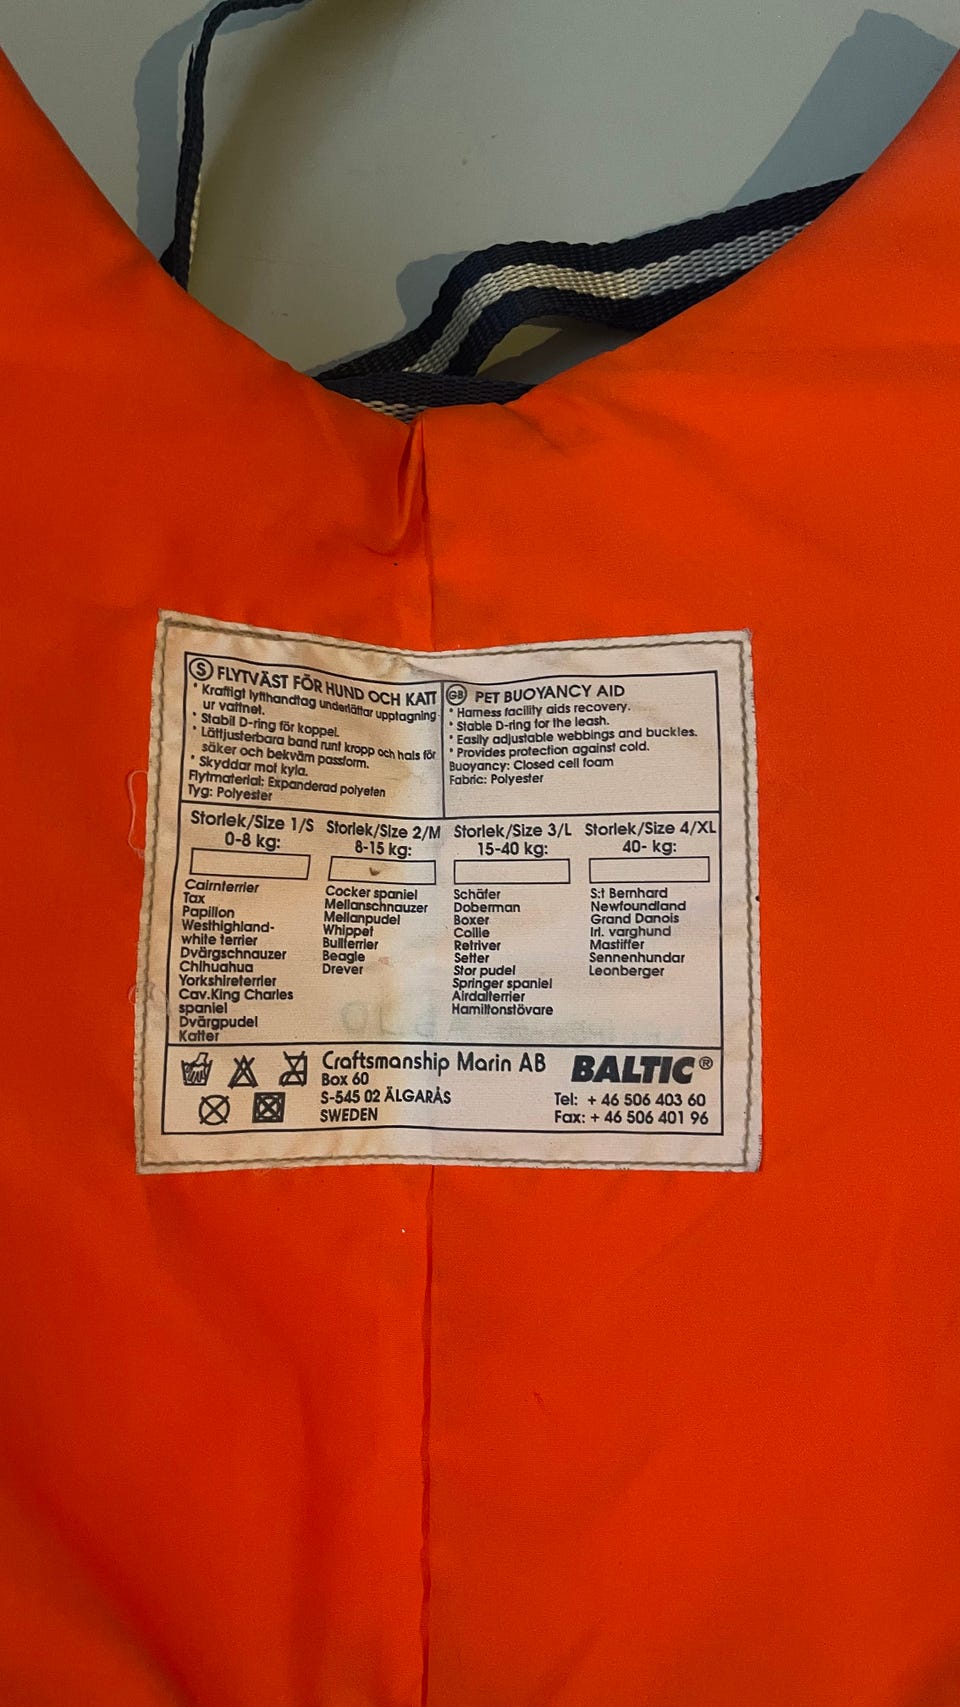 S FLYTVÄST FÖR HUND OCH KATT
* Kraftigt lyfthandtag underlättar upptagning
ur vattnet.
* Stabil D-ring för koppel.
* Lättjusterbara band runt kropp och hals för
säker och bekväm passform.
* Skyddar mot kyla.
Flytmaterial: Expanderad polyeten
Tyg: Polyester
GB PET BUOYANCY AID
* Harness facility aids recovery.
* Stable D-ring for the leash.
* Easily adjustable webbings and buckles.
* Provides protection against cold.
Buoyancy: Closed cell foam
Fabric: Polyester
Storlek/Size 1/S
0-8 kg:
Cairnterrier
Tax
Papillon
Westhighland-
white terrier
Dvärgschnauzer
Chihuahua
Yorkshireterrier
Cav.King Charles
spaniel
Dvärgpudel
Katter
Storlek/Size 2/M
8-15 kg:
Cocker spaniel
Mellanschnauzer
Mellanpudel
Whippet
Bullterrier
Beagle
Drever
Storlek/Size 3/L
15-40 kg:
Schäfer
Doberman
Boxer
Collie
Retriver
Setter
Stor pudel
Springer spaniel
Airdalterrier
Hamiltonstövare
Storlek/Size 4/XL
40- kg:
S:t Bernhard
Newfoundland
Grand Danois
Irl. varghund
Mastiffer
Sennenhundar
Leonberger
Craftsmanship Marin AB
Box 60
S-545 02 ÄLGARÅS
SWEDEN
BALTIC®
Tel: + 46 506 403 60
Fax: + 46 506 401 96